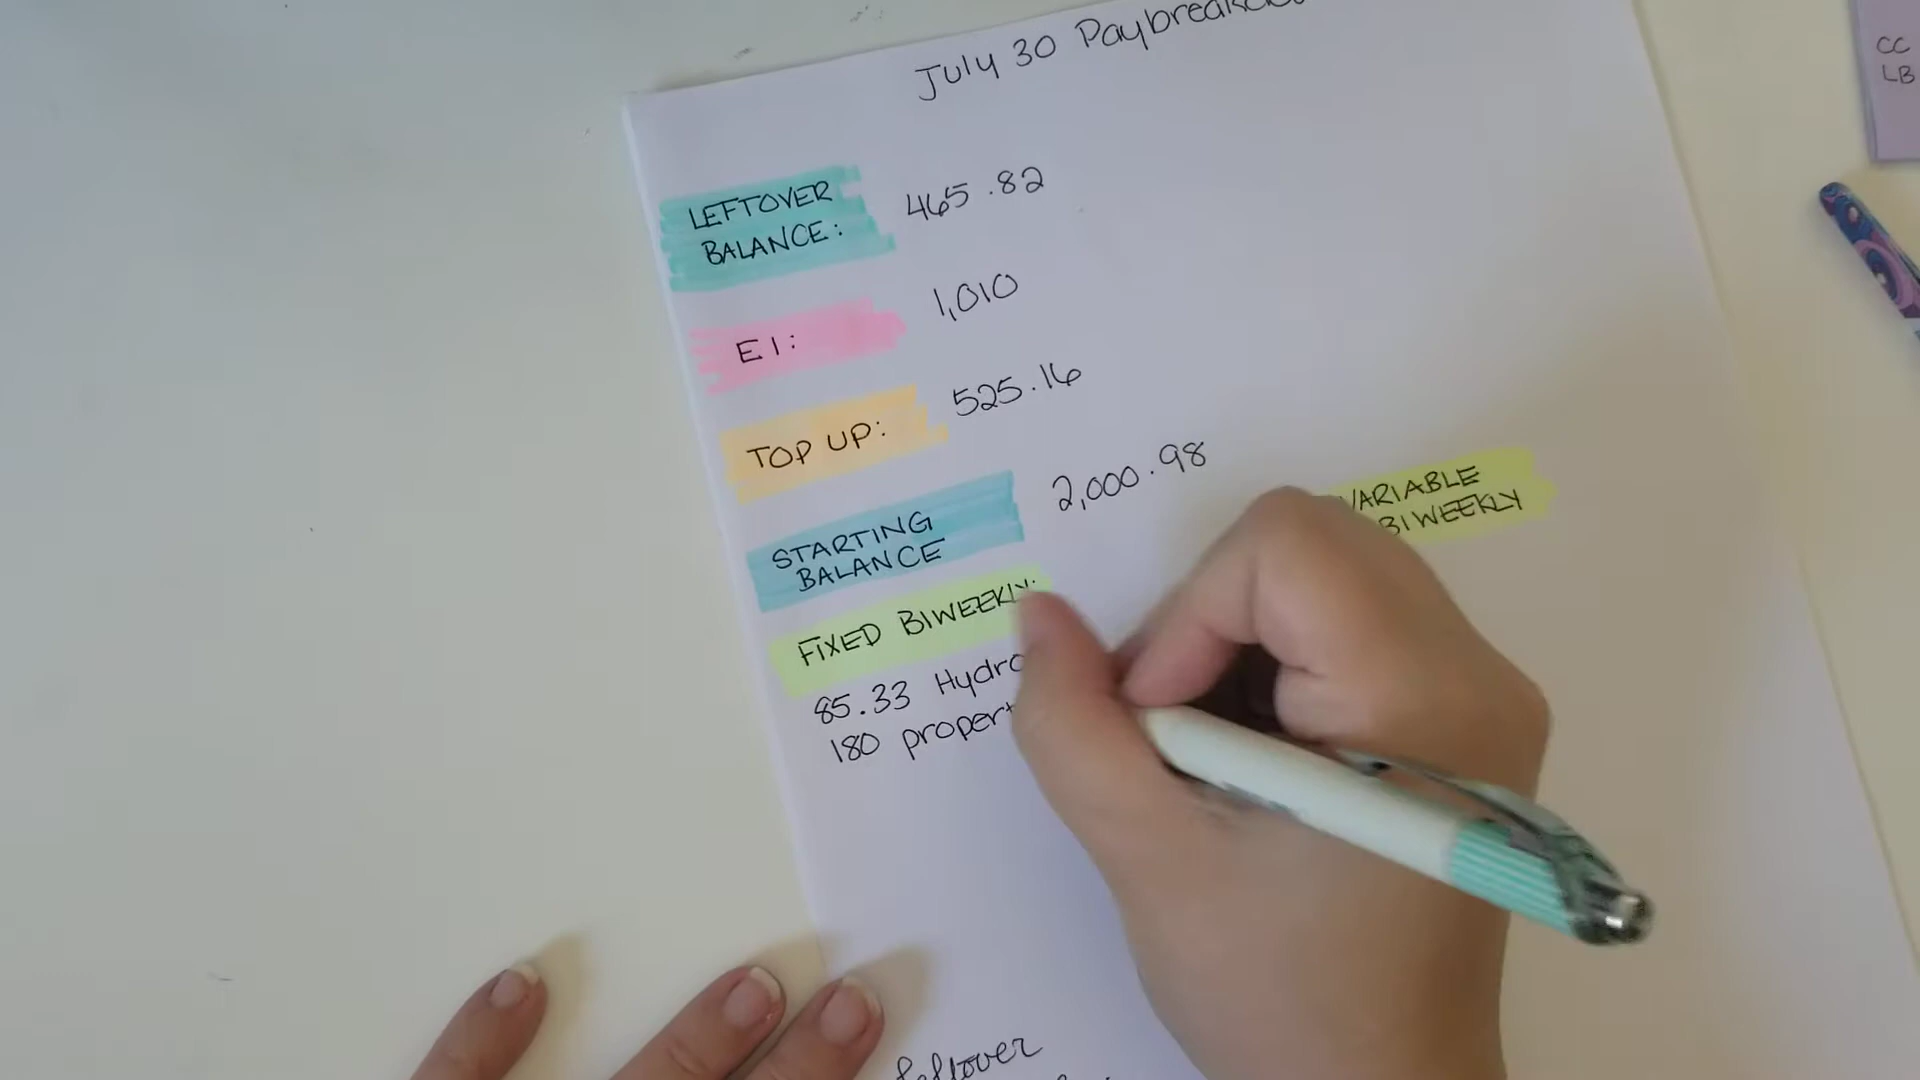 July 30
LEFTOVER
BALANCE:
465.82
EI:
1,010
TOP UP:
525.16
STARTING
BALANCE
2,000.98
VARIABLE
BIWEEKLY
FIXED BIWEEKLY:
85.33 Hydro
180
leftover
CC
LB